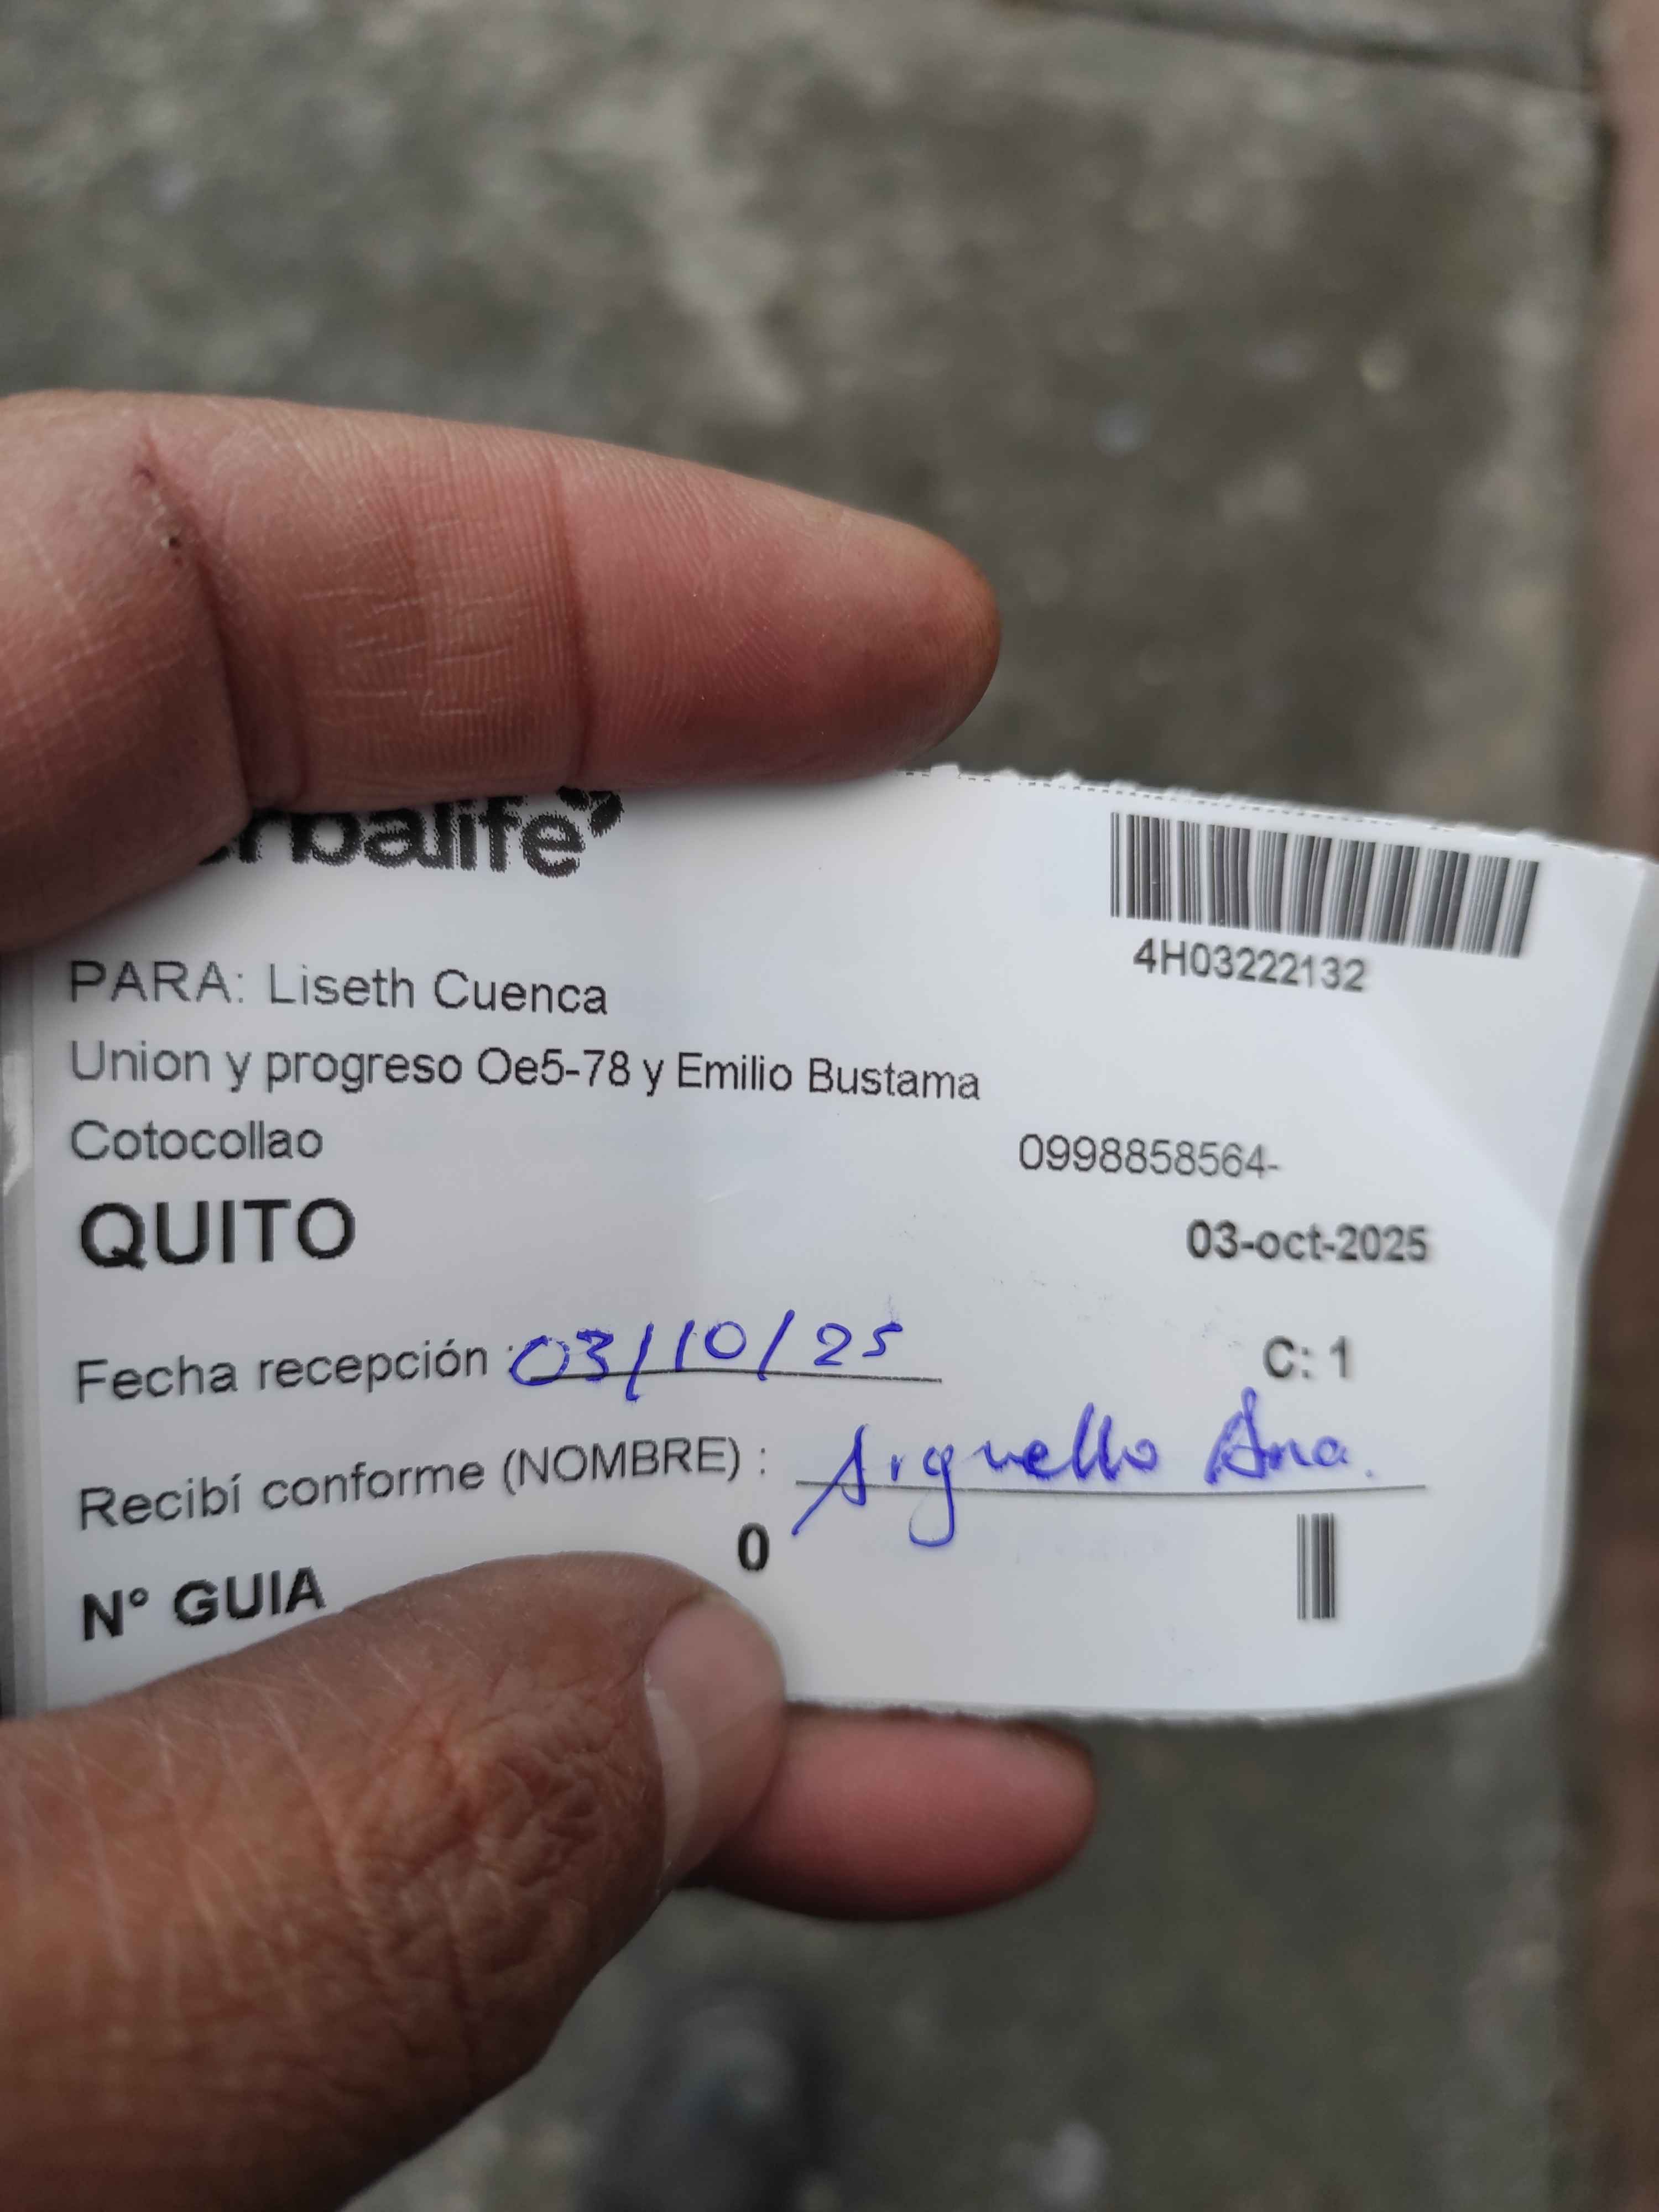 4H03222132
PARA: Liseth Cuenca
Union y progreso Oe5-78 y Emilio Bustama
Cotocollao
0998858564-
QUITO
03-oct-2025
Fecha recepción : 03/10/25
C: 1
Recibí conforme (NOMBRE) : Arguello Ana.
N° GUIA
0